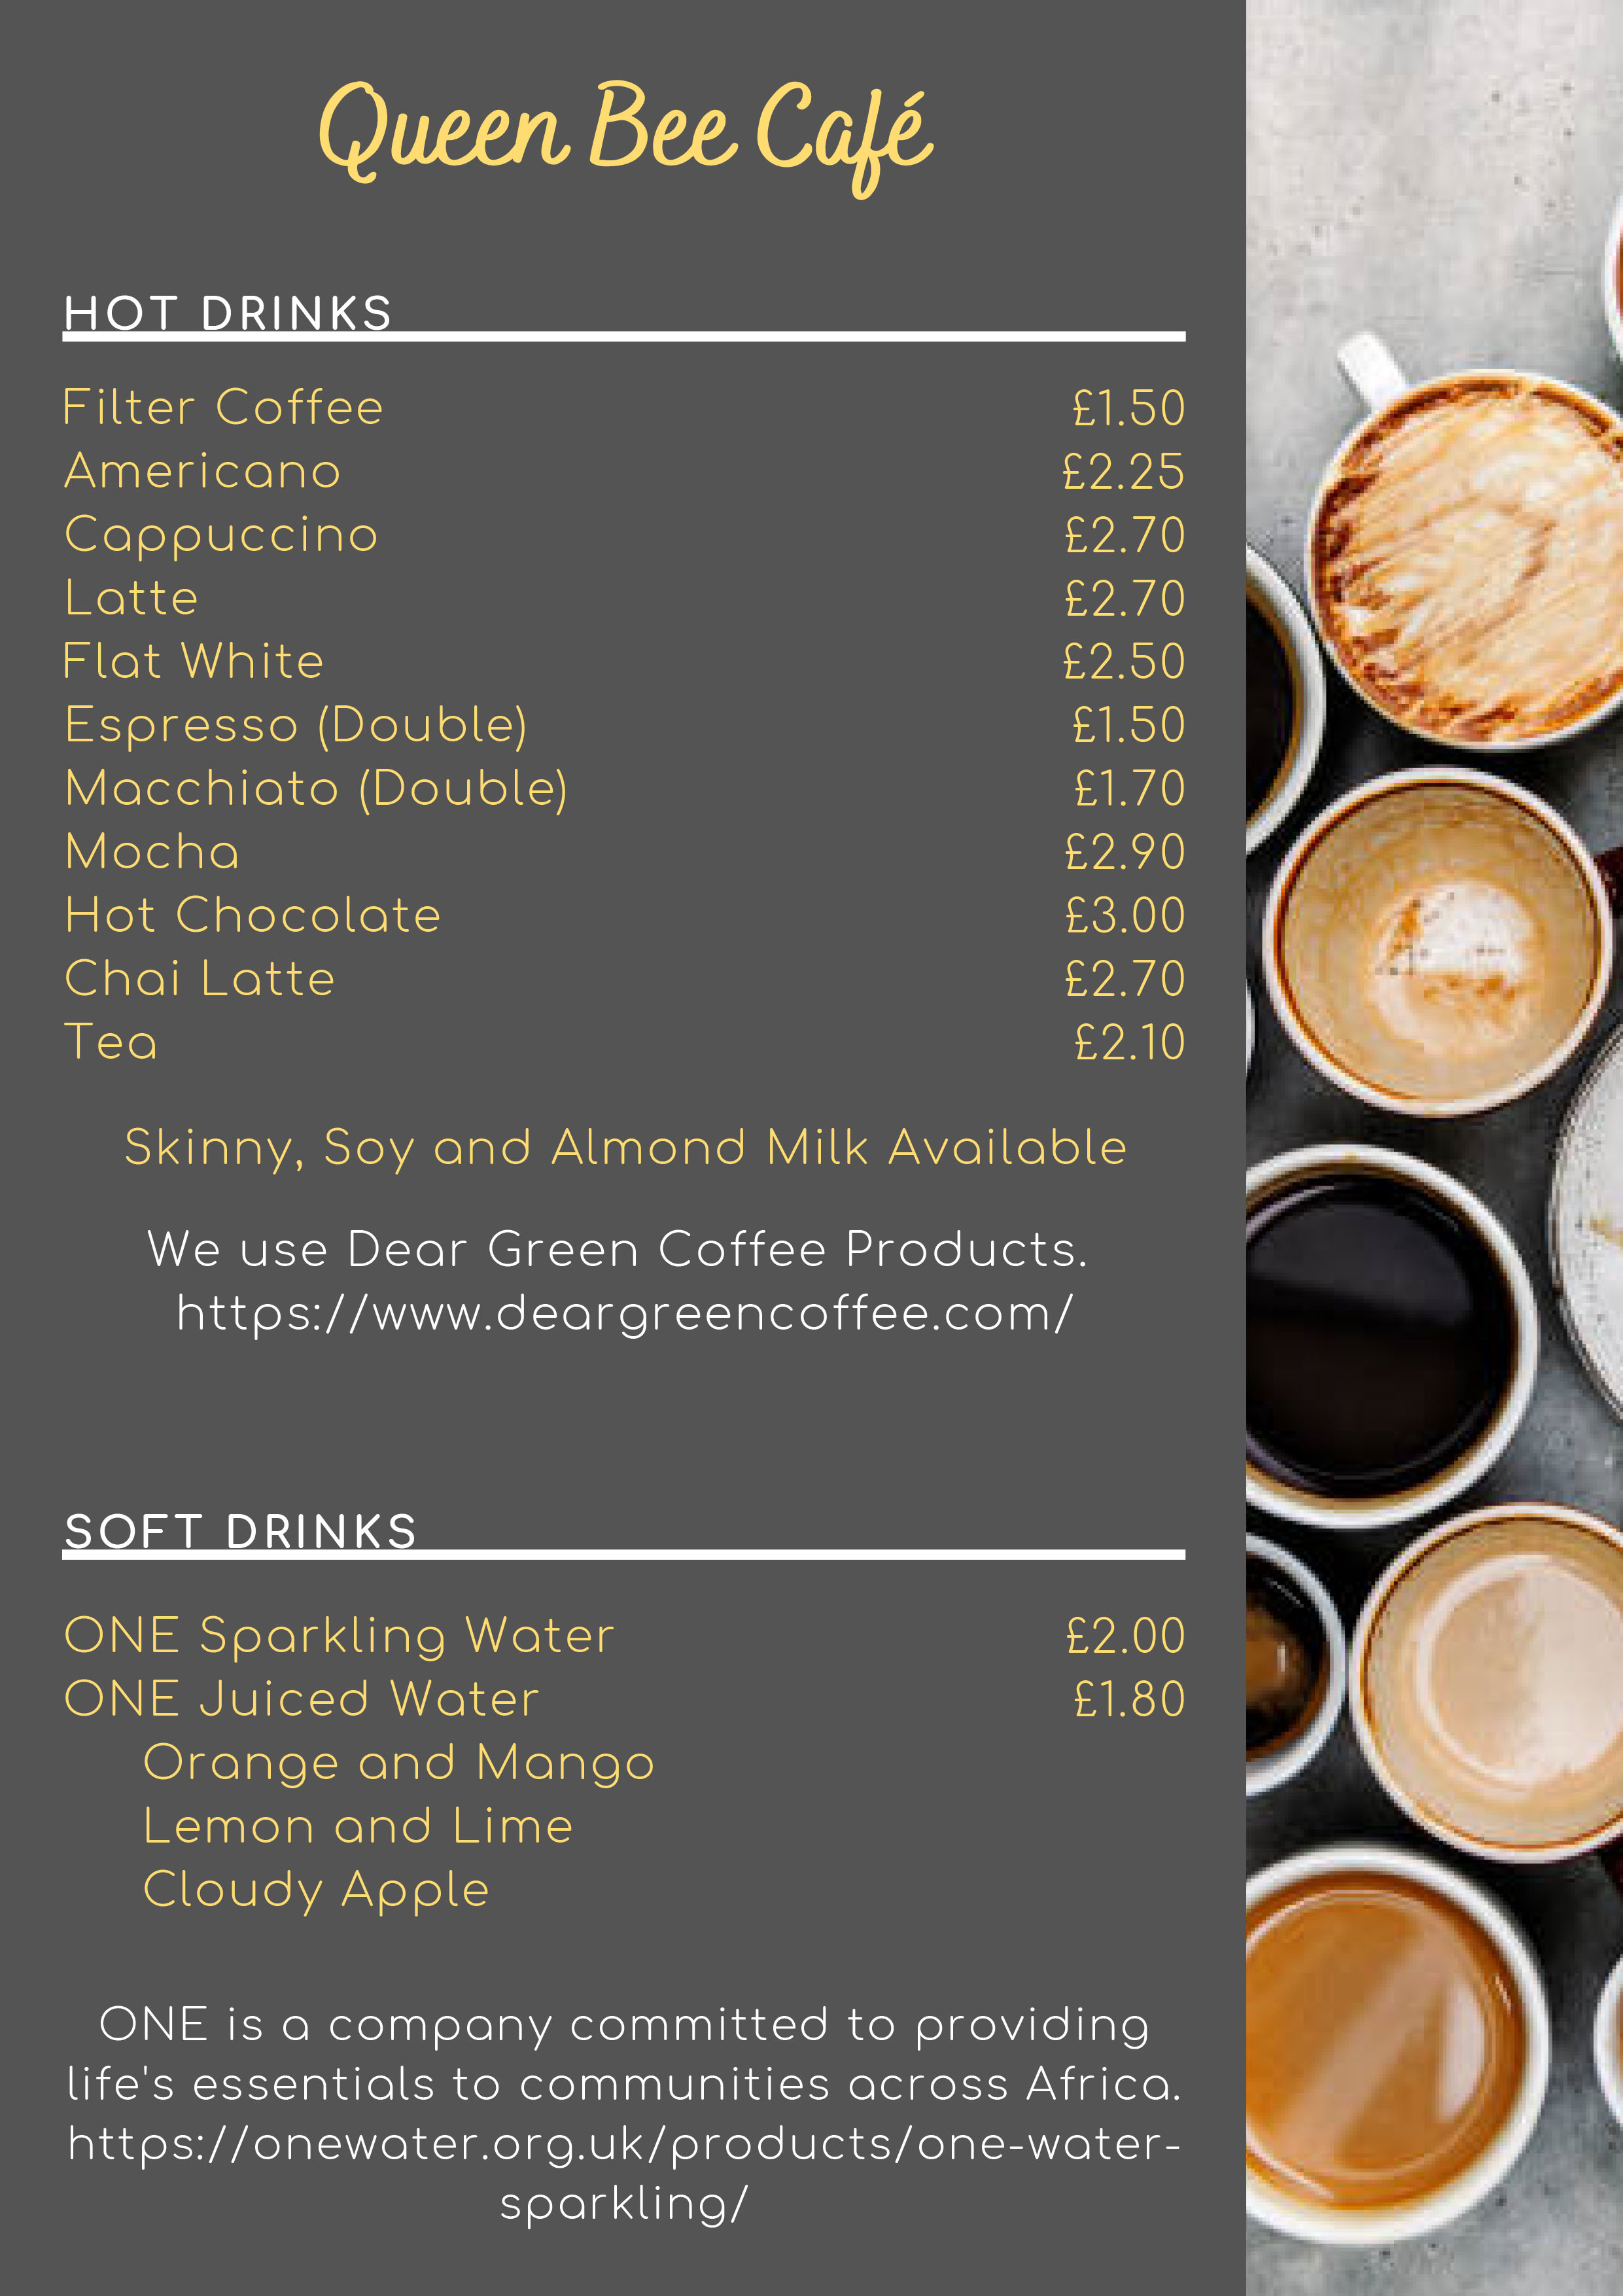 Queen Bee Café
HOT DRINKS
Filter Coffee £1.50
Americano £2.25
Cappuccino £2.70
Latte £2.70
Flat White £2.50
Espresso (Double) £1.50
Macchiato (Double) £1.70
Mocha £2.90
Hot Chocolate £3.00
Chai Latte £2.70
Tea £2.10
Skinny, Soy and Almond Milk Available
We use Dear Green Coffee Products.
https://www.deargreencoffee.com/
SOFT DRINKS
ONE Sparkling Water £2.00
ONE Juiced Water £1.80
Orange and Mango
Lemon and Lime
Cloudy Apple
ONE is a company committed to providing
life's essentials to communities across Africa.
https://onewater.org.uk/products/one-water-
sparkling/